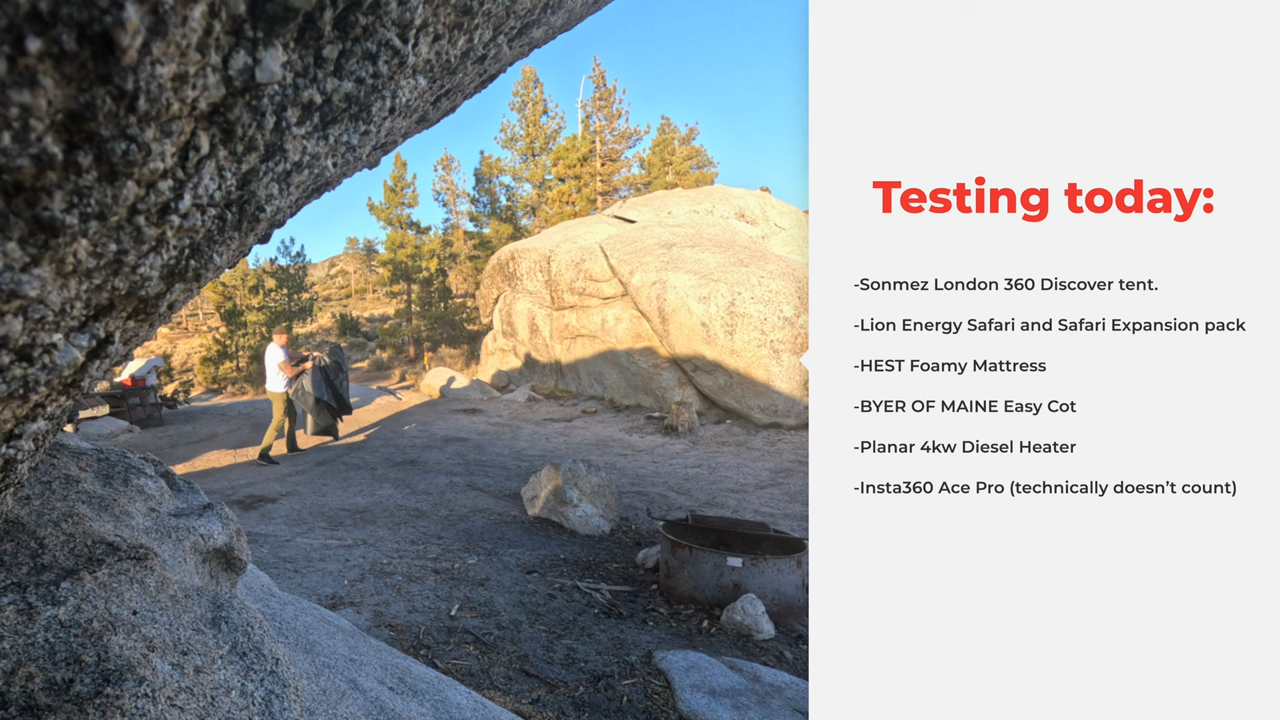 Testing today:
-Sonmez London 360 Discover tent.
-Lion Energy Safari and Safari Expansion pack
-HEST Foamy Mattress
-BYER OF MAINE Easy Cot
-Planar 4kw Diesel Heater
-Insta360 Ace Pro (technically doesn’t count)